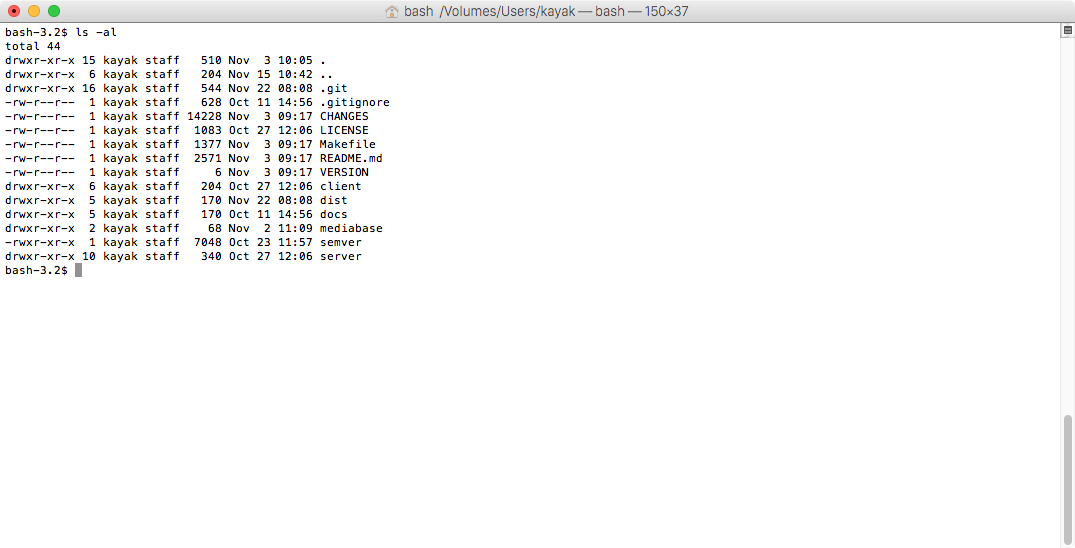 bash /Volumes/Users/kayak — bash — 150×37
bash-3.2$ ls -al
total 44
drwxr-xr-x 15 kayak staff   510 Nov  3 10:05 .
drwxr-xr-x  6 kayak staff   204 Nov 15 10:42 ..
drwxr-xr-x 16 kayak staff   544 Nov 22 08:08 .git
-rw-r--r--  1 kayak staff   628 Oct 11 14:56 .gitignore
-rw-r--r--  1 kayak staff 14228 Nov  3 09:17 CHANGES
-rw-r--r--  1 kayak staff  1083 Oct 27 12:06 LICENSE
-rw-r--r--  1 kayak staff  1377 Nov  3 09:17 Makefile
-rw-r--r--  1 kayak staff  2571 Nov  3 09:17 README.md
-rw-r--r--  1 kayak staff     6 Nov  3 09:17 VERSION
drwxr-xr-x  6 kayak staff   204 Oct 27 12:06 client
drwxr-xr-x  5 kayak staff   170 Nov 22 08:08 dist
drwxr-xr-x  5 kayak staff   170 Oct 11 14:56 docs
drwxr-xr-x  2 kayak staff    68 Nov  2 11:09 mediabase
-rwxr-xr-x  1 kayak staff  7048 Oct 23 11:57 semver
drwxr-xr-x 10 kayak staff   340 Oct 27 12:06 server
bash-3.2$